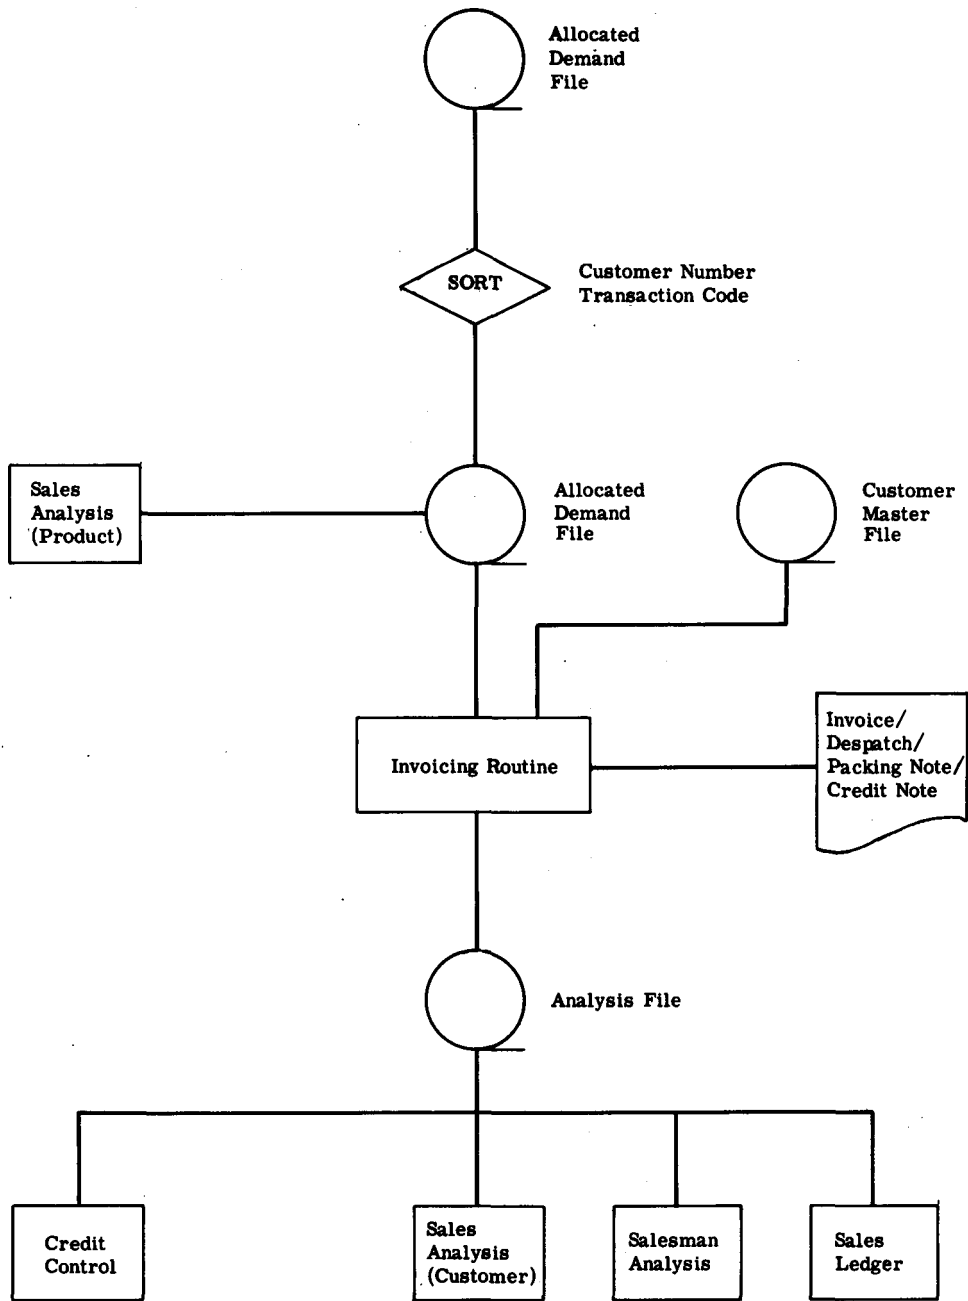 Allocated
Demand
File
SORT
Customer Number
Transaction Code
Sales
Analysis
(Product)
Allocated
Demand
File
Customer
Master
File
Invoicing Routine
Invoice/
Despatch/
Packing Note/
Credit Note
Analysis File
Credit
Control
Sales
Analysis
(Customer)
Salesman
Analysis
Sales
Ledger